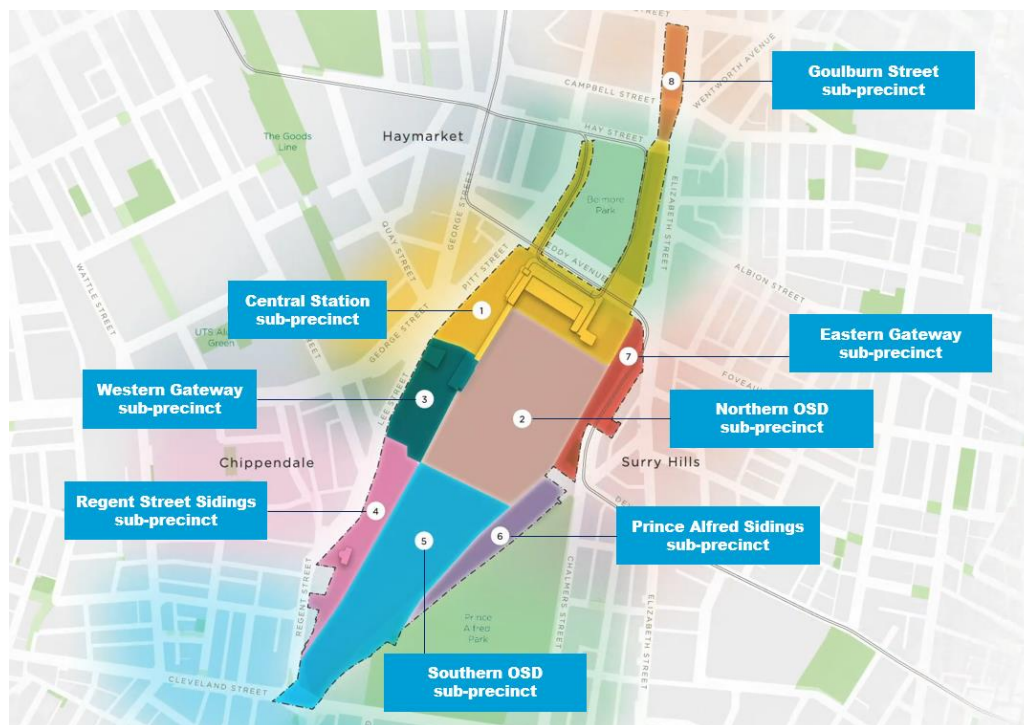 Goulburn Street
sub-precinct
8
WENTWORTH AVENUE
CAMPBELL STREET
HAY STREET
Haymarket
The Goods
Line
GEORGE STREET
QUAY STREET
PITT STREET
Belmore
Park
ELIZABETH STREET
EDDY AVENUE
ALBION STREET
WATTLE STREET
Central Station
sub-precinct
1
GEORGE STREET
Green
7
Eastern Gateway
sub-precinct
LEE STREET
Western Gateway
sub-precinct
3
2
Northern OSD
sub-precinct
Chippendale
Surry Hills
Regent Street Sidings
sub-precinct
4
5
6
Prince Alfred Sidings
sub-precinct
REGENT STREET
CHALMERS STREET
ELIZABETH STREET
Prince
Alfred
Park
Southern OSD
sub-precinct
CLEVELAND STREET